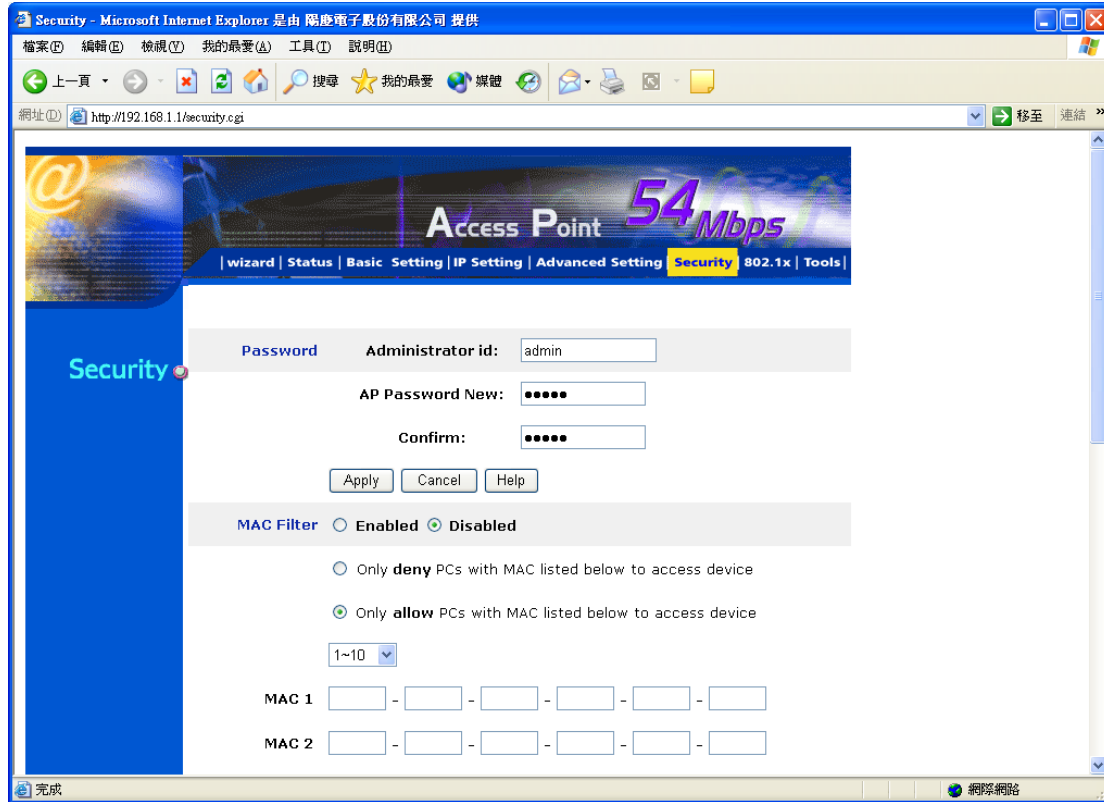 Security - Microsoft Internet Explorer 是由 陽慶電子股份有限公司 提供
檔案(F) 編輯(E) 檢視(V) 我的最愛(A) 工具(T) 說明(H)
上一頁 搜尋 我的最愛 媒體
網址(D) http://192.168.1.1/security.cgi 移至 連結 »
@
Access Point 54Mbps
|wizard | Status | Basic Setting |IP Setting | Advanced Setting | Security | 802.1x | Tools|
Security
Password Administrator id: admin
AP Password New: •••••
Confirm: •••••
Apply Cancel Help
MAC Filter Enabled Disabled
Only deny PCs with MAC listed below to access device
Only allow PCs with MAC listed below to access device
1~10
MAC 1 - - - - -
MAC 2 - - - - -
完成 網際網路